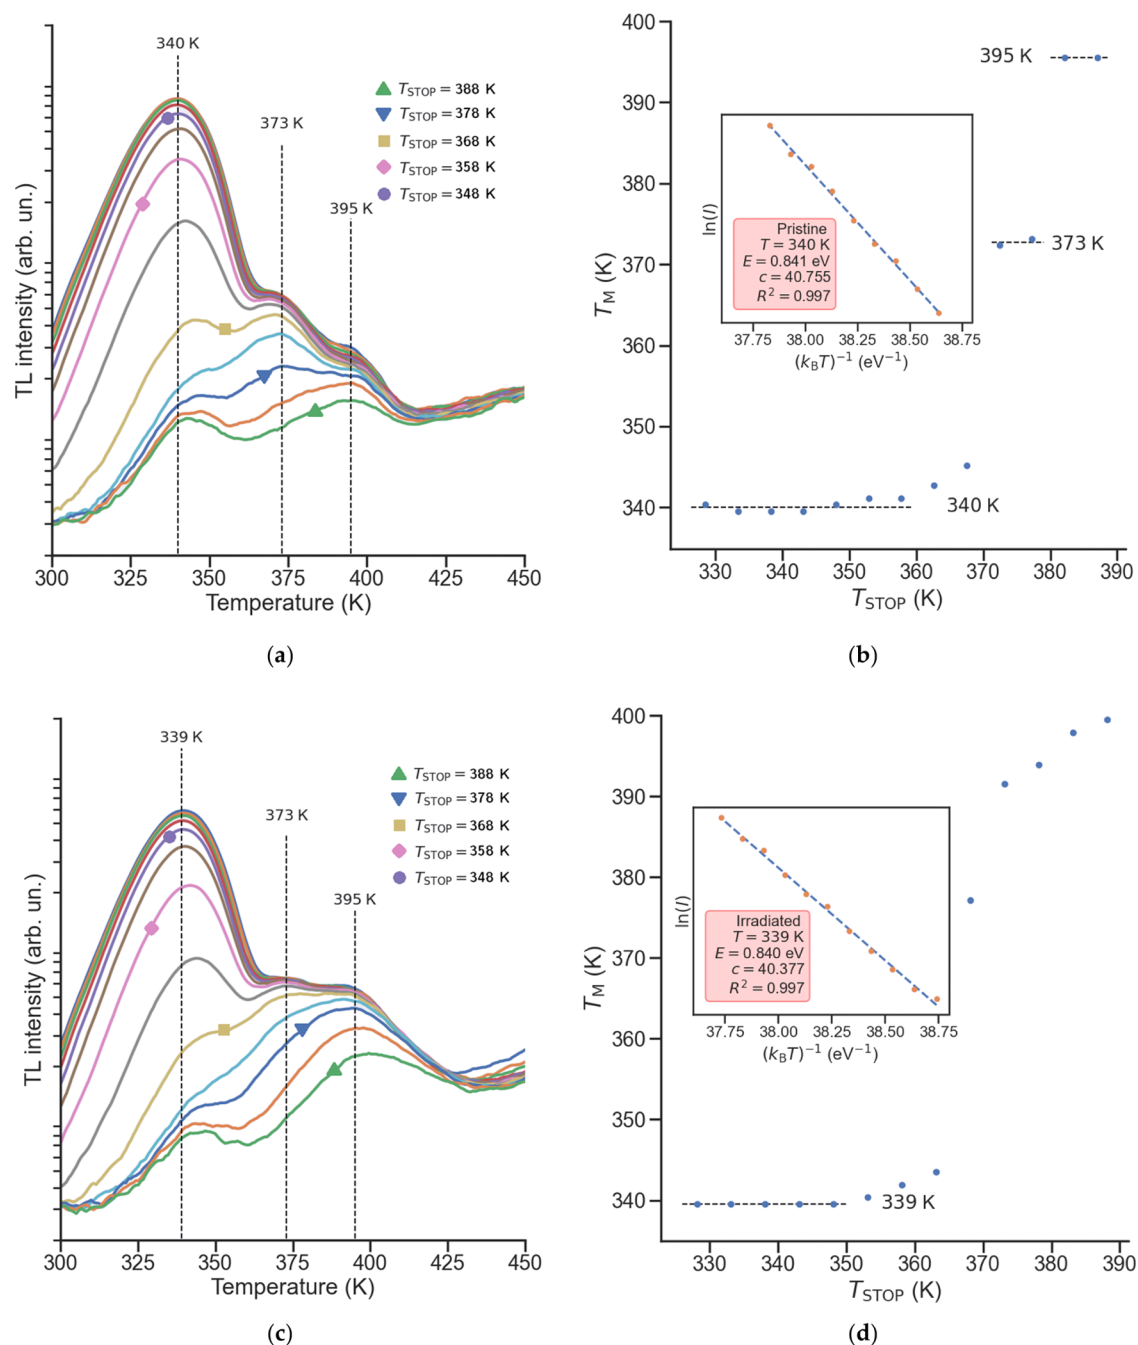 340 K
373 K
395 K
T_STOP = 388 K
T_STOP = 378 K
T_STOP = 368 K
T_STOP = 358 K
T_STOP = 348 K
TL intensity (arb. un.)
300 325 350 375 400 425 450
Temperature (K)
(a)
400
390
380
370
360
350
340
T_M (K)
395 K
373 K
340 K
ln(I)
Pristine
T = 340 K
E = 0.841 eV
c = 40.755
R² = 0.997
37.75 38.00 38.25 38.50 38.75
(k_BT)⁻¹ (eV⁻¹)
330 340 350 360 370 380 390
T_STOP (K)
(b)
339 K
373 K
395 K
T_STOP = 388 K
T_STOP = 378 K
T_STOP = 368 K
T_STOP = 358 K
T_STOP = 348 K
TL intensity (arb. un.)
300 325 350 375 400 425 450
Temperature (K)
(c)
400
390
380
370
360
350
340
T_M (K)
339 K
ln(I)
Irradiated
T = 339 K
E = 0.840 eV
c = 40.377
R² = 0.997
37.75 38.00 38.25 38.50 38.75
(k_BT)⁻¹ (eV⁻¹)
330 340 350 360 370 380 390
T_STOP (K)
(d)